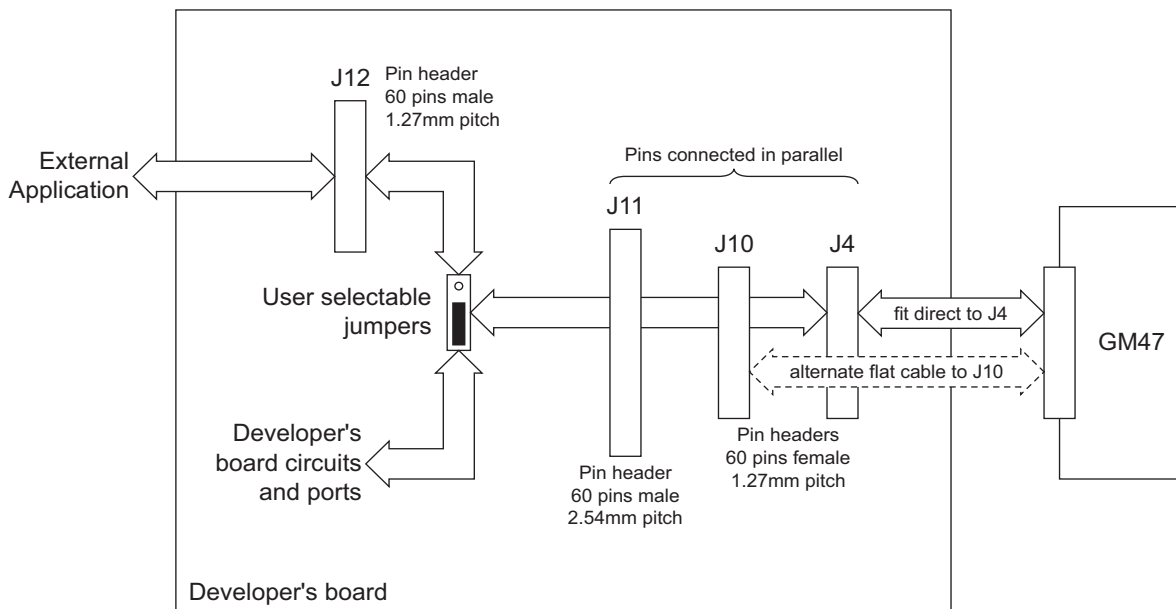 J12
Pin header
60 pins male
1.27mm pitch
External
Application
Pins connected in parallel
J11
J10
J4
User selectable
jumpers
fit direct to J4
GM47
alternate flat cable to J10
Developer's
board circuits
and ports
Pin headers
60 pins female
1.27mm pitch
Pin header
60 pins male
2.54mm pitch
Developer's board